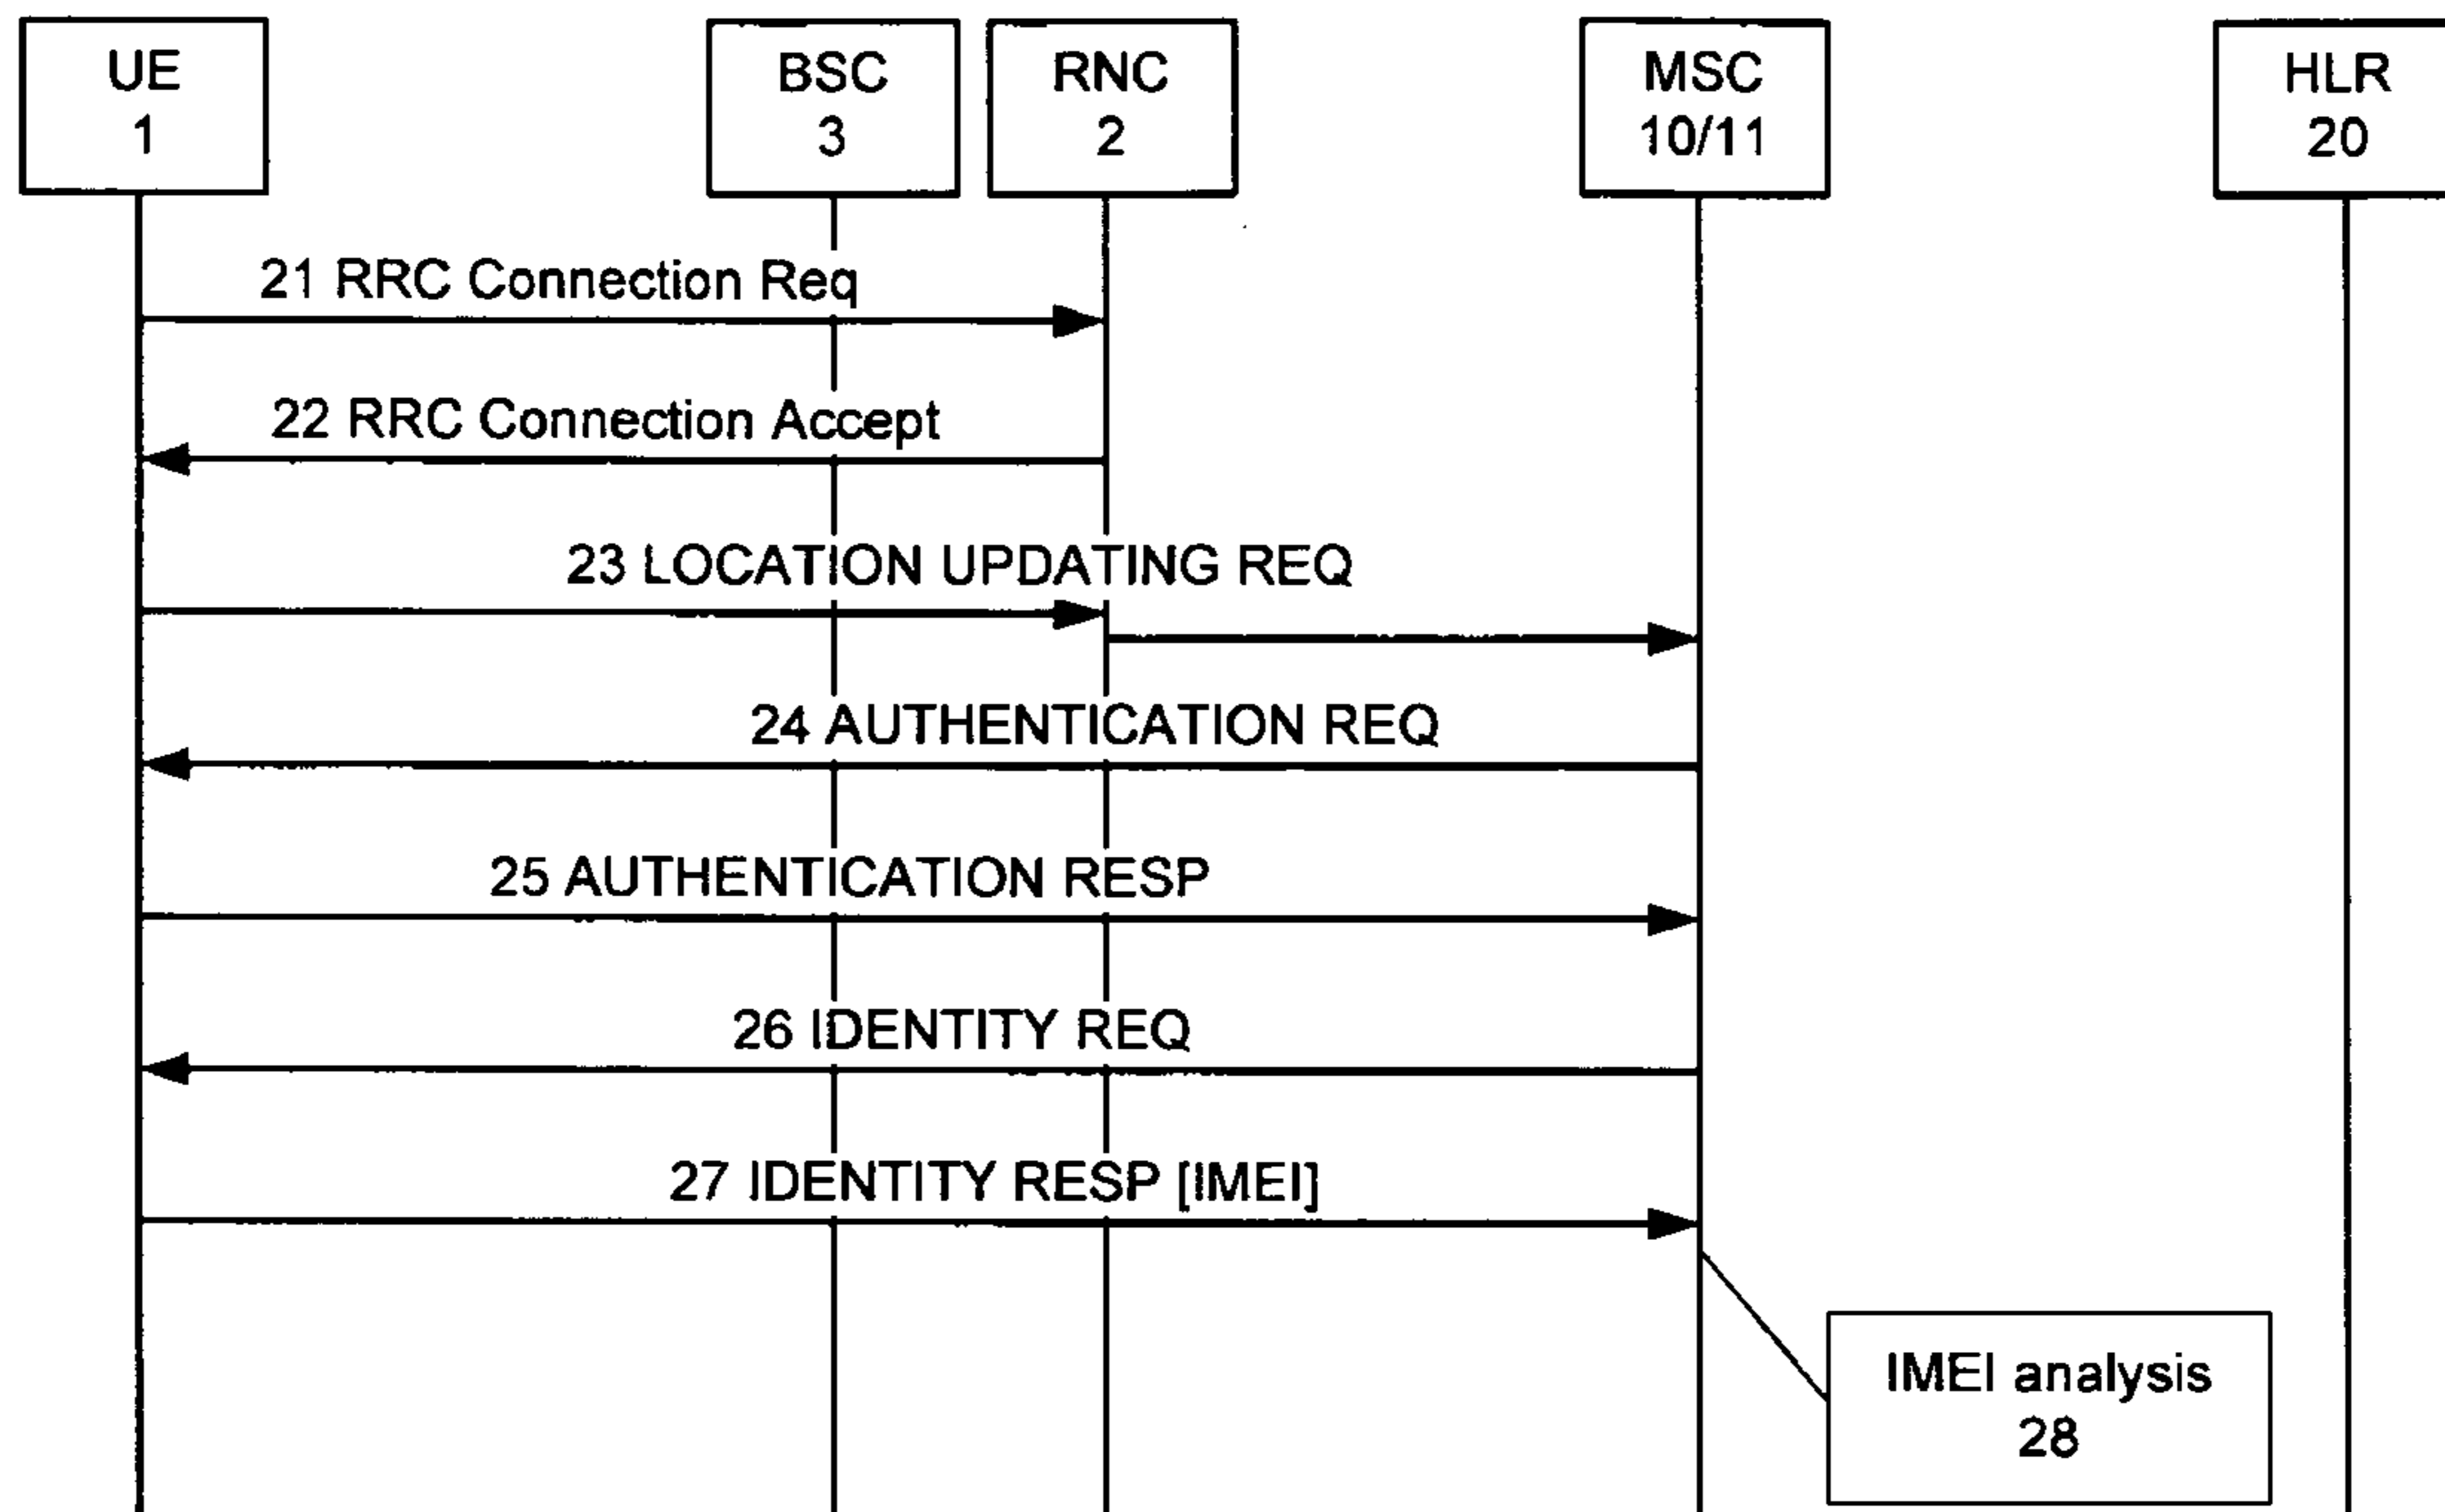 UE
1
BSC
3
RNC
2
MSC
10/11
HLR
20
21 RRC Connection Req
22 RRC Connection Accept
23 LOCATION UPDATING REQ
24 AUTHENTICATION REQ
25 AUTHENTICATION RESP
26 IDENTITY REQ
27 IDENTITY RESP [IMEI]
IMEI analysis
28